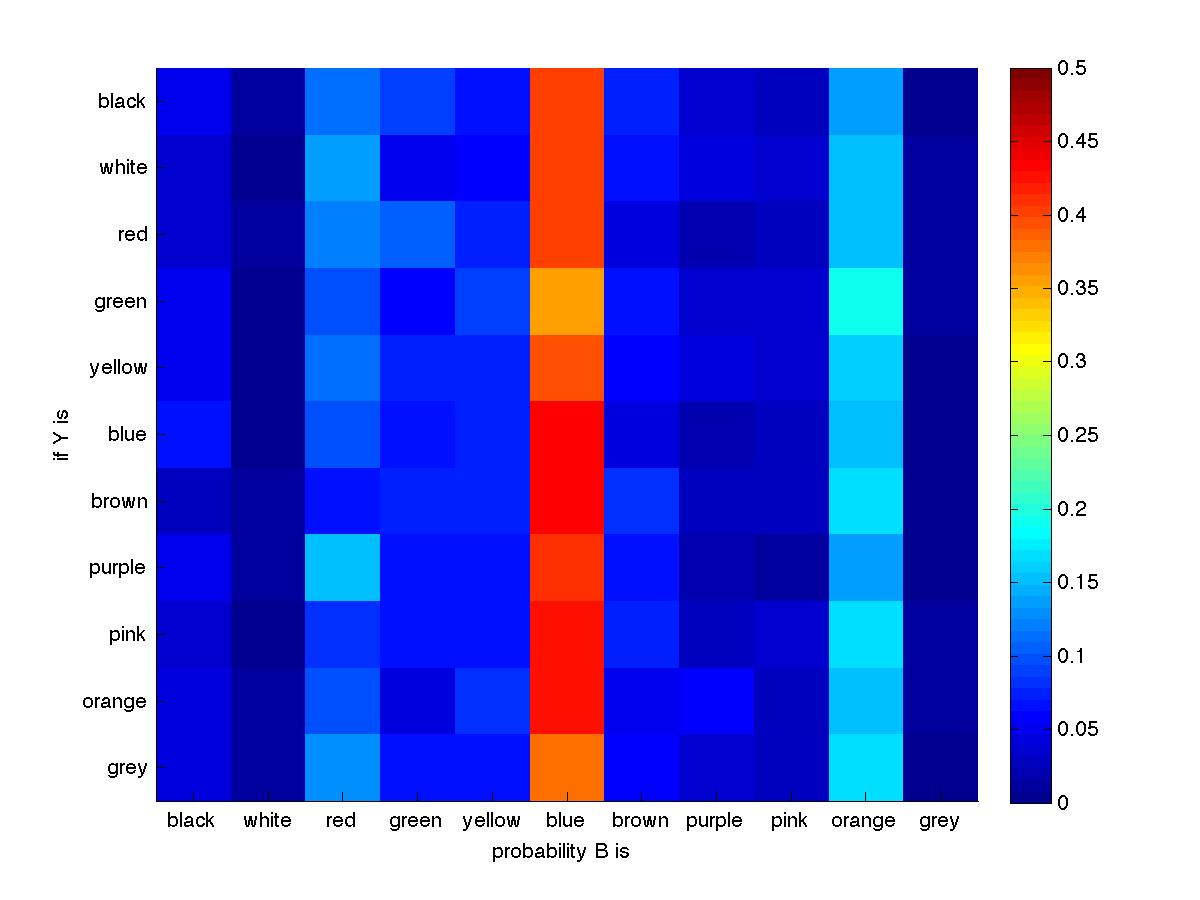 if Y is
black
white
red
green
yellow
blue
brown
purple
pink
orange
grey
black white red green yellow blue brown purple pink orange grey
probability B is
0.5
0.45
0.4
0.35
0.3
0.25
0.2
0.15
0.1
0.05
0